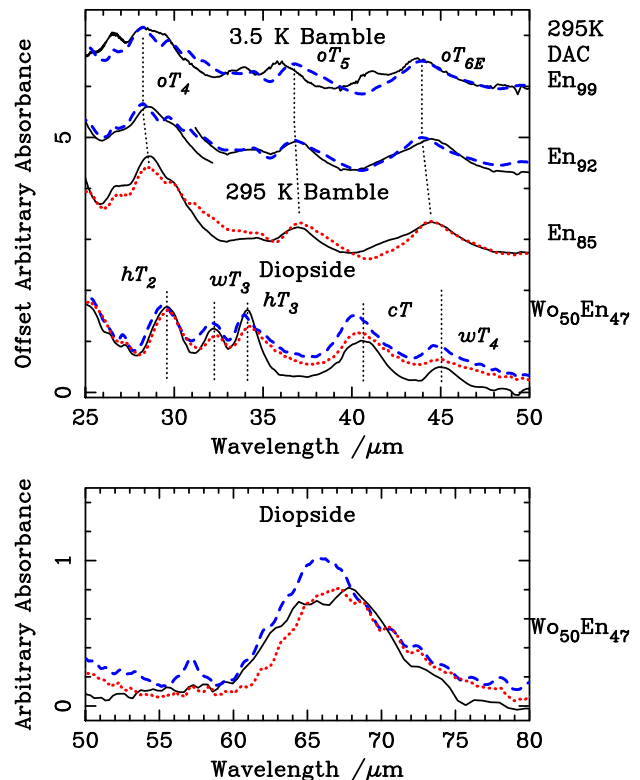 3.5 K Bamble
295K
DAC
oT5
oT6E
En99
oT4
5
En92
295 K Bamble
En85
Diopside
hT2
wT3
hT3
cT
wT4
Wo50En47
0
Offset Arbitrary Absorbance
25 30 35 40 45 50
Wavelength /μm
Diopside
1
Wo50En47
0
Arbitrary Absorbance
50 55 60 65 70 75 80
Wavelength /μm